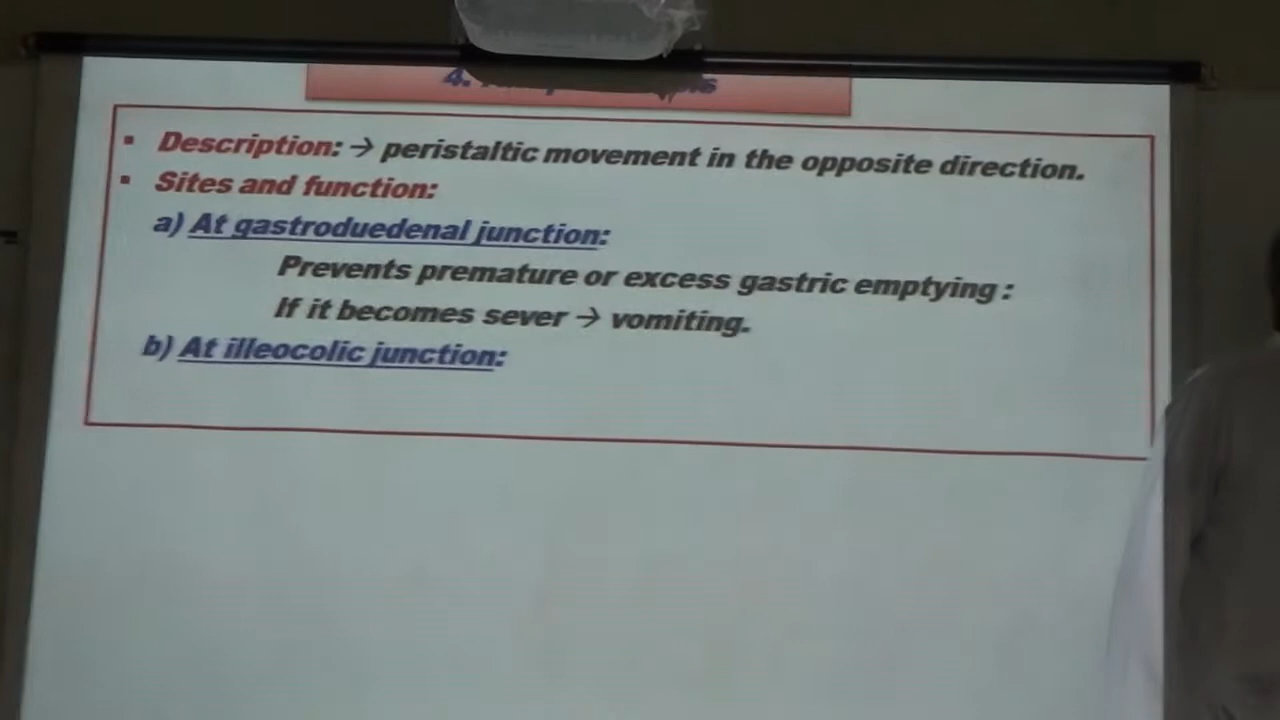 4.
▪ Description: → peristaltic movement in the opposite direction.
▪ Sites and function:
a) At gastroduedenal junction:
Prevents premature or excess gastric emptying :
If it becomes sever → vomiting.
b) At illeocolic junction: